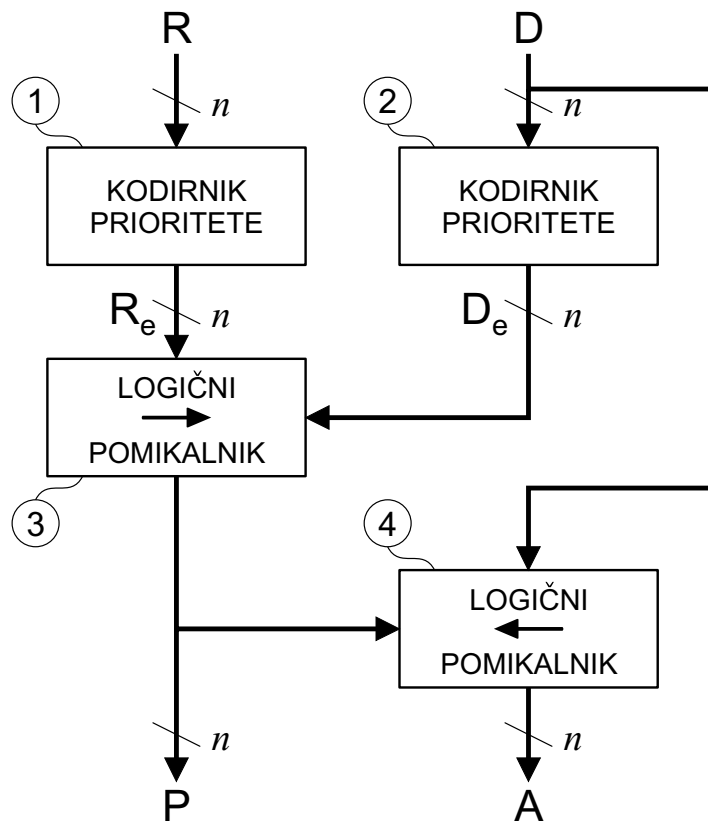 R
D
1
n
2
n
KODIRNIK
PRIORITETE
KODIRNIK
PRIORITETE
Re
n
De
n
LOGIČNI
POMIKALNIK
3
4
LOGIČNI
POMIKALNIK
n
n
P
A